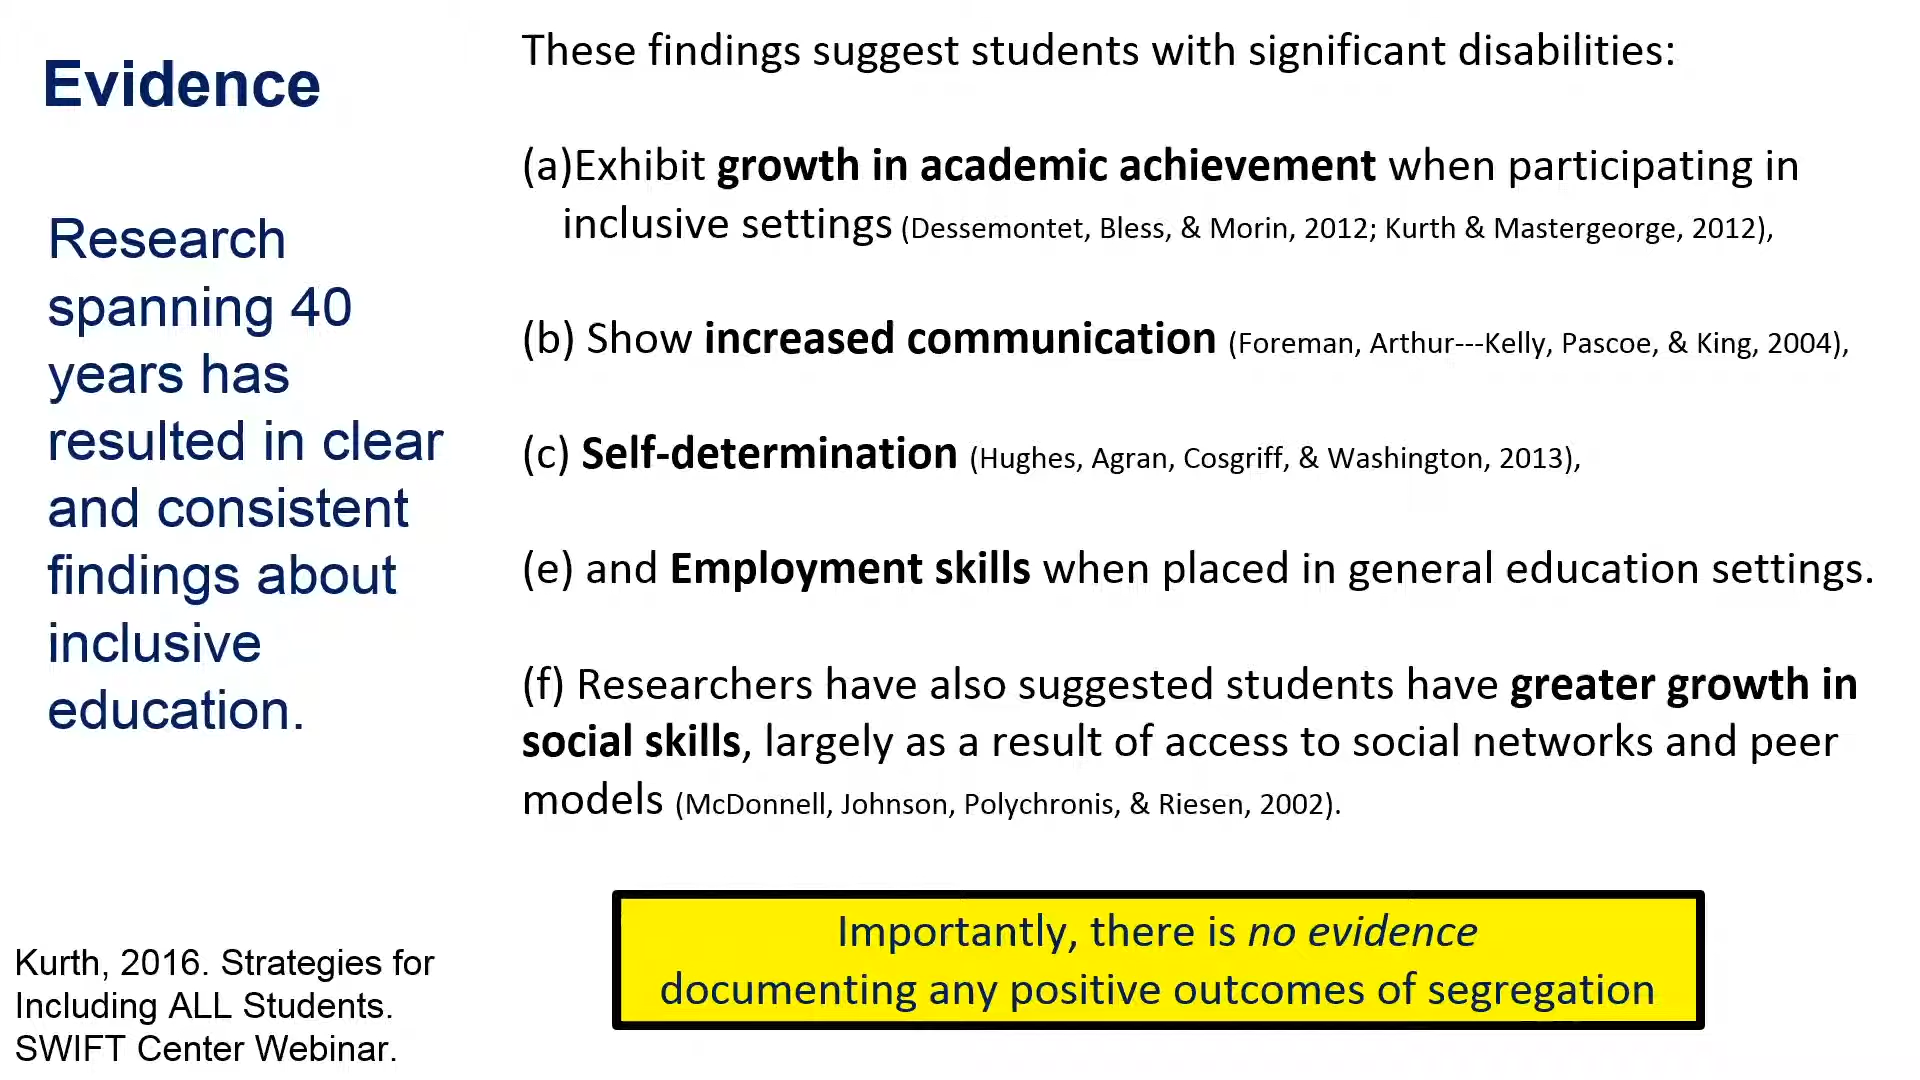 Evidence
Research
spanning 40
years has
resulted in clear
and consistent
findings about
inclusive
education.
Kurth, 2016. Strategies for
Including ALL Students.
SWIFT Center Webinar.
These findings suggest students with significant disabilities:
(a)Exhibit growth in academic achievement when participating in
inclusive settings (Dessemontet, Bless, & Morin, 2012; Kurth & Mastergeorge, 2012),
(b) Show increased communication (Foreman, Arthur---Kelly, Pascoe, & King, 2004),
(c) Self-determination (Hughes, Agran, Cosgriff, & Washington, 2013),
(e) and Employment skills when placed in general education settings.
(f) Researchers have also suggested students have greater growth in
social skills, largely as a result of access to social networks and peer
models (McDonnell, Johnson, Polychronis, & Riesen, 2002).
Importantly, there is no evidence
documenting any positive outcomes of segregation